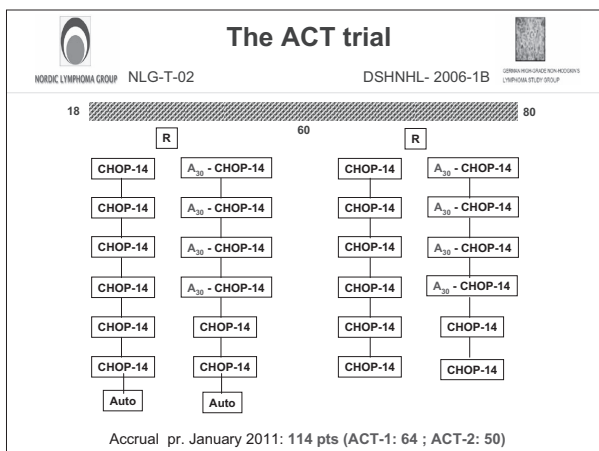 The ACT trial
NORDIC LYMPHOMA GROUP NLG-T-02 DSHNHL- 2006-1B GERMAN HIGH-GRADE NON-HODGKIN'S
LYMPHOMA STUDY GROUP
18 80
60
R R
CHOP-14 A30 - CHOP-14 CHOP-14 A30 - CHOP-14
CHOP-14 A30 - CHOP-14 CHOP-14 A30 - CHOP-14
CHOP-14 A30 - CHOP-14 CHOP-14 A30 - CHOP-14
CHOP-14 A30 - CHOP-14 CHOP-14 A30 - CHOP-14
CHOP-14 CHOP-14 CHOP-14 CHOP-14
CHOP-14 CHOP-14 CHOP-14 CHOP-14
Auto Auto
Accrual pr. January 2011: 114 pts (ACT-1: 64 ; ACT-2: 50)